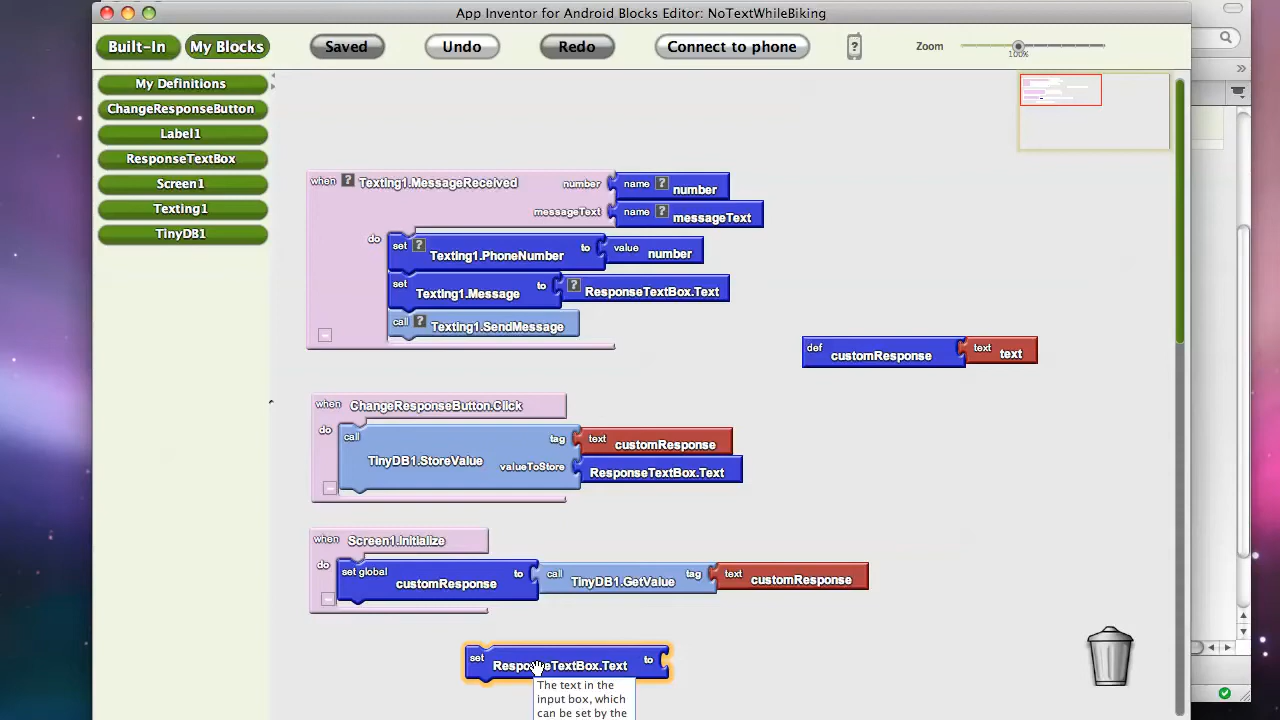 App Inventor for Android Blocks Editor: NoTextWhileBiking
Built-In
My Blocks
Saved
Undo
Redo
Connect to phone
?
Zoom
100%
My Definitions
ChangeResponseButton
Label1
ResponseTextBox
Screen1
Texting1
TinyDB1
when ? Texting1.MessageReceived number name ? number
messageText name ? messageText
do set ? Texting1.PhoneNumber to value number
set Texting1.Message to ? ResponseTextBox.Text
call ? Texting1.SendMessage
def customResponse text text
when ChangeResponseButton.Click
do call TinyDB1.StoreValue tag text customResponse
valueToStore ResponseTextBox.Text
when Screen1.Initialize
do set global customResponse to call TinyDB1.GetValue tag text customResponse
set ResponseTextBox.Text to
The text in the
input box, which
can be set by the